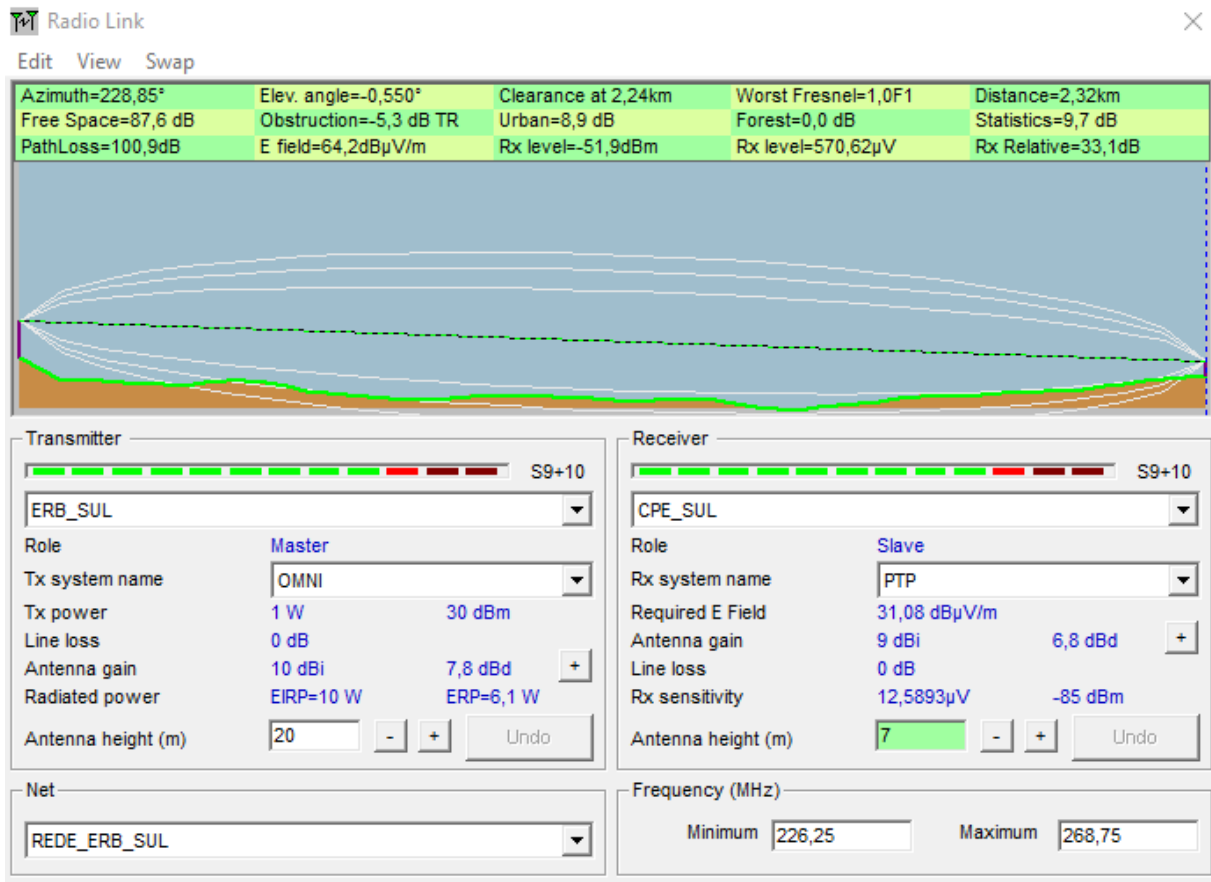 Radio Link
Edit View Swap
Azimuth=228,85° Elev. angle=-0,550° Clearance at 2,24km Worst Fresnel=1,0F1 Distance=2,32km
Free Space=87,6 dB Obstruction=-5,3 dB TR Urban=8,9 dB Forest=0,0 dB Statistics=9,7 dB
PathLoss=100,9dB E field=64,2dBµV/m Rx level=-51,9dBm Rx level=570,62µV Rx Relative=33,1dB
Transmitter
S9+10
ERB_SUL
Role Master
Tx system name OMNI
Tx power 1 W 30 dBm
Line loss 0 dB
Antenna gain 10 dBi 7,8 dBd +
Radiated power EIRP=10 W ERP=6,1 W
Antenna height (m) 20 - + Undo
Receiver
S9+10
CPE_SUL
Role Slave
Rx system name PTP
Required E Field 31,08 dBµV/m
Antenna gain 9 dBi 6,8 dBd +
Line loss 0 dB
Rx sensitivity 12,5893µV -85 dBm
Antenna height (m) 7 - + Undo
Net
REDE_ERB_SUL
Frequency (MHz)
Minimum 226,25 Maximum 268,75